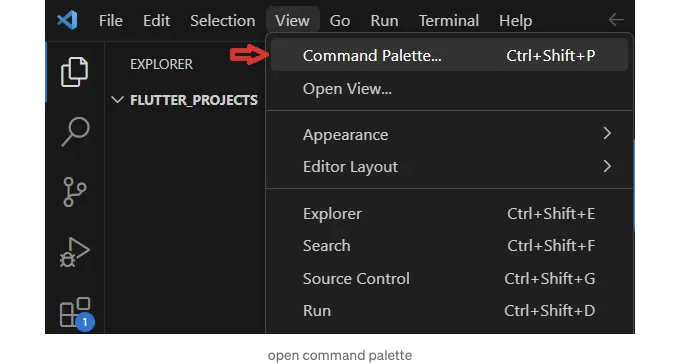 File Edit Selection View Go Run Terminal Help
EXPLORER
FLUTTER_PROJECTS
Command Palette... Ctrl+Shift+P
Open View...
Appearance
Editor Layout
Explorer Ctrl+Shift+E
Search Ctrl+Shift+F
Source Control Ctrl+Shift+G
Run Ctrl+Shift+D
1
open command palette